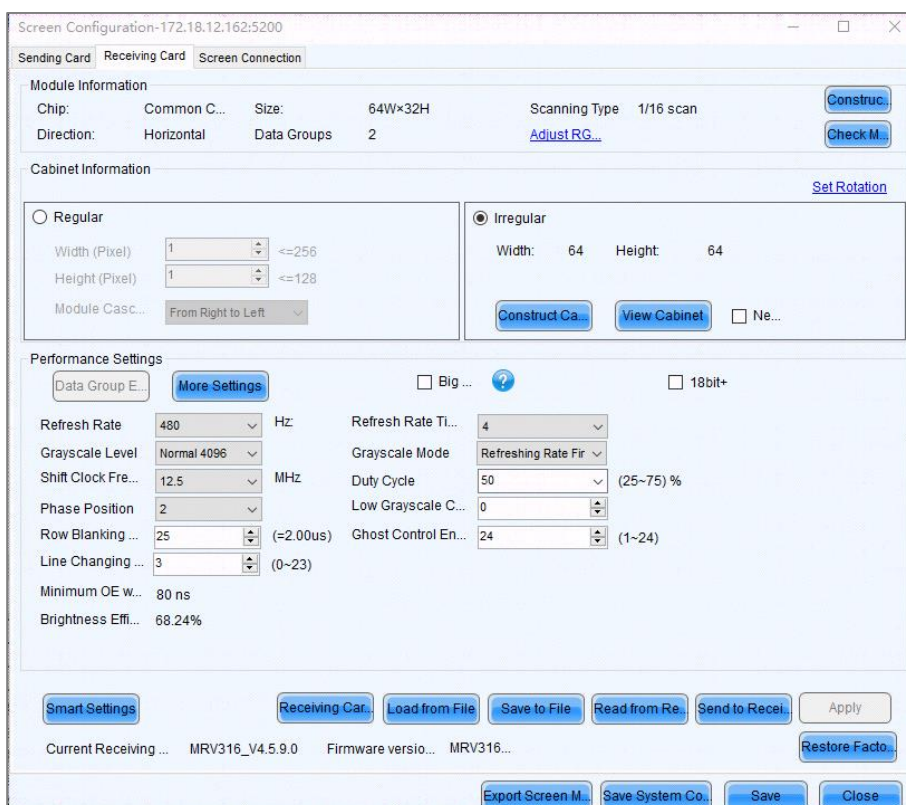 Screen Configuration-172.18.12.162:5200
Sending Card Receiving Card Screen Connection
Module Information
Chip: Common C... Size: 64W×32H Scanning Type 1/16 scan Construc...
Direction: Horizontal Data Groups 2 Adjust RG... Check M...
Cabinet Information
Set Rotation
Regular Irregular
Width (Pixel) 1 <=256 Width: 64 Height: 64
Height (Pixel) 1 <=128
Module Casc... From Right to Left Construct Ca... View Cabinet Ne...
Performance Settings
Data Group E... More Settings Big ... ? 18bit+
Refresh Rate 480 Hz: Refresh Rate Ti... 4
Grayscale Level Normal 4096 Grayscale Mode Refreshing Rate Fir
Shift Clock Fre... 12.5 MHz Duty Cycle 50 (25~75) %
Phase Position 2 Low Grayscale C... 0
Row Blanking ... 25 (=2.00us) Ghost Control En... 24 (1~24)
Line Changing ... 3 (0~23)
Minimum OE w... 80 ns
Brightness Effi... 68.24%
Smart Settings Receiving Car... Load from File Save to File Read from Re... Send to Recei... Apply
Current Receiving ... MRV316_V4.5.9.0 Firmware versio... MRV316... Restore Facto...
Export Screen M... Save System Co... Save Close